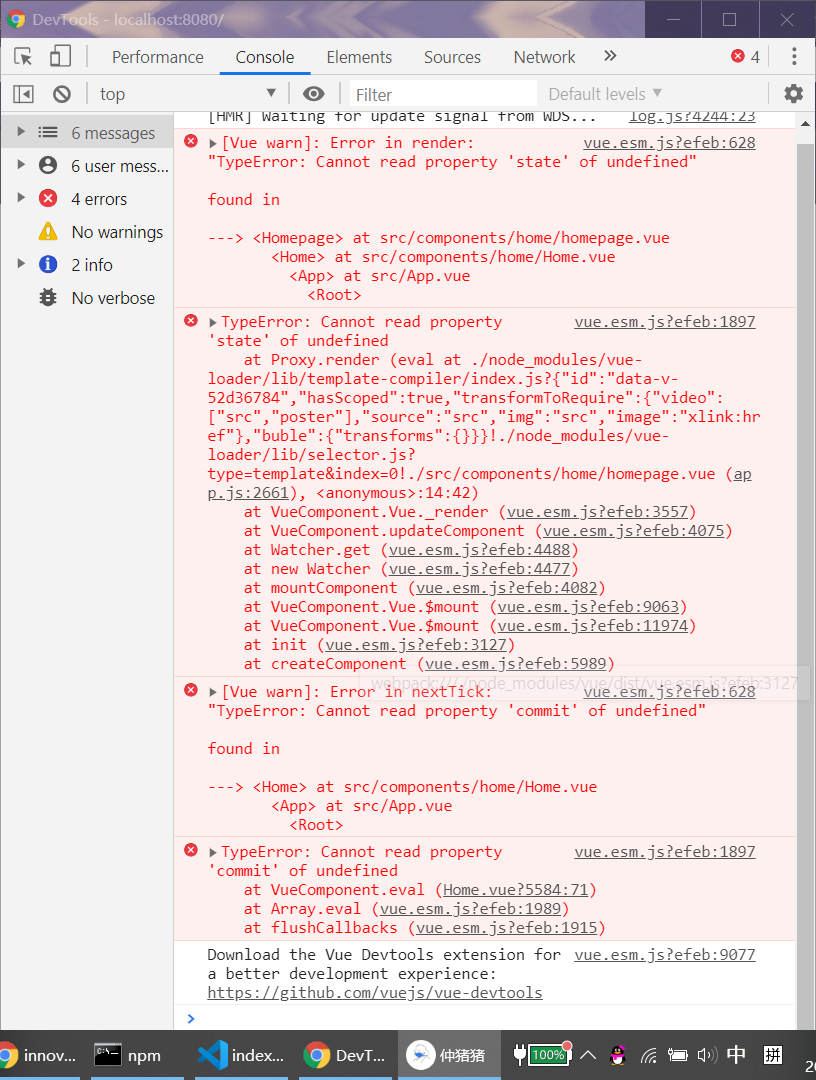 DevTools - localhost:8080/
Performance Console Elements Sources Network » 4
top Filter Default levels
[HMR] Waiting for update signal from WDS... log.js?4244:23
6 messages
6 user mess...
4 errors
No warnings
2 info
No verbose
[Vue warn]: Error in render: vue.esm.js?efeb:628
"TypeError: Cannot read property 'state' of undefined"
found in
---> <Homepage> at src/components/home/homepage.vue
<Home> at src/components/home/Home.vue
<App> at src/App.vue
<Root>
TypeError: Cannot read property vue.esm.js?efeb:1897
'state' of undefined
at Proxy.render (eval at ./node_modules/vue-
loader/lib/template-compiler/index.js?{"id":"data-v-
52d36784","hasScoped":true,"transformToRequire":{"video":
["src","poster"],"source":"src","img":"src","image":"xlink:hr
ef"},"buble":{"transforms":{}}}!./node_modules/vue-
loader/lib/selector.js?
type=template&index=0!./src/components/home/homepage.vue (ap
p.js:2661), <anonymous>:14:42)
at VueComponent.Vue._render (vue.esm.js?efeb:3557)
at VueComponent.updateComponent (vue.esm.js?efeb:4075)
at Watcher.get (vue.esm.js?efeb:4488)
at new Watcher (vue.esm.js?efeb:4477)
at mountComponent (vue.esm.js?efeb:4082)
at VueComponent.Vue.$mount (vue.esm.js?efeb:9063)
at VueComponent.Vue.$mount (vue.esm.js?efeb:11974)
at init (vue.esm.js?efeb:3127)
at createComponent (vue.esm.js?efeb:5989)
webpack:///./node_modules/vue/dist/vue.esm.js?efeb:3127
[Vue warn]: Error in nextTick: vue.esm.js?efeb:628
"TypeError: Cannot read property 'commit' of undefined"
found in
---> <Home> at src/components/home/Home.vue
<App> at src/App.vue
<Root>
TypeError: Cannot read property vue.esm.js?efeb:1897
'commit' of undefined
at VueComponent.eval (Home.vue?5584:71)
at Array.eval (vue.esm.js?efeb:1989)
at flushCallbacks (vue.esm.js?efeb:1915)
Download the Vue Devtools extension for vue.esm.js?efeb:9077
a better development experience:
https://github.com/vuejs/vue-devtools
>
innov... npm index... DevT... 仲猪猪 100% 中 拼 20